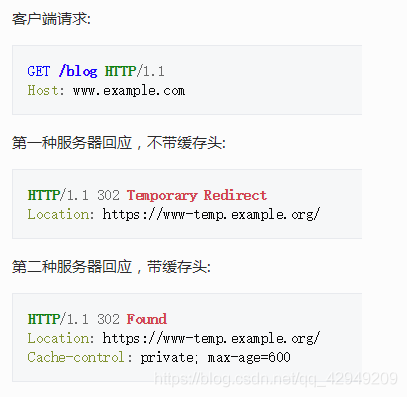 客户端请求:
GET /blog HTTP/1.1
Host: www.example.com
第一种服务器回应，不带缓存头:
HTTP/1.1 302 Temporary Redirect
Location: https://www-temp.example.org/
第二种服务器回应，带缓存头:
HTTP/1.1 302 Found
Location: https://www-temp.example.org/
Cache-control: private; max-age=600
https://blog.csdn.net/qq_42949209